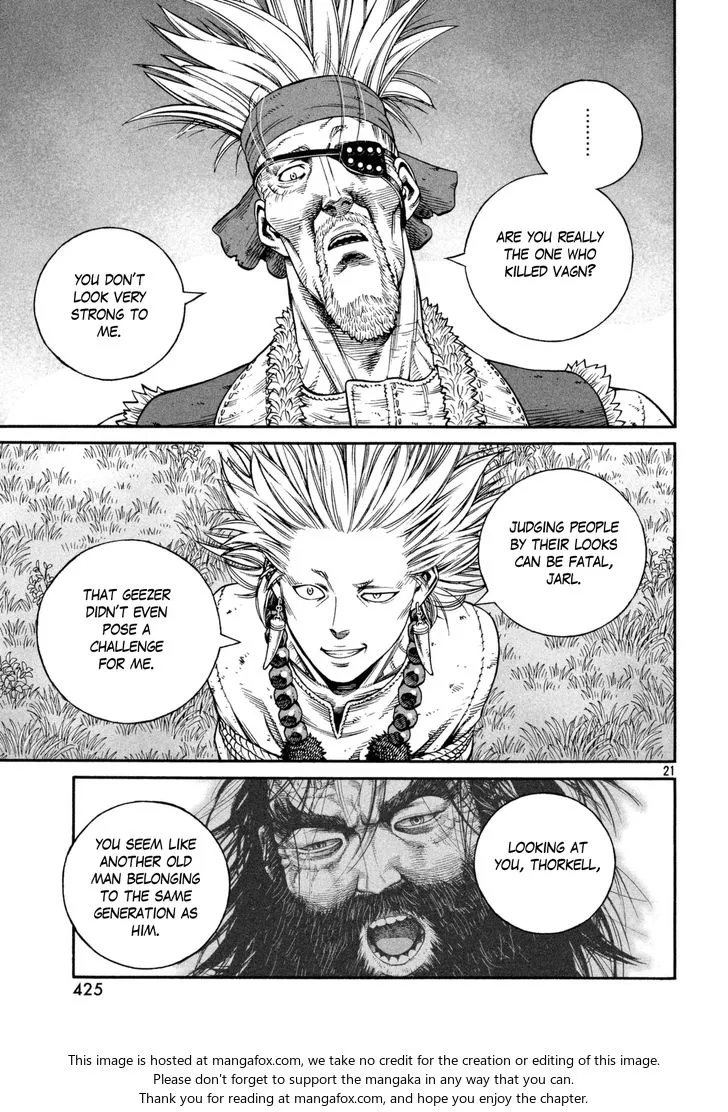 .........
ARE YOU REALLY
THE ONE WHO
KILLED VAGN?
YOU DON'T
LOOK VERY
STRONG TO
ME.
JUDGING PEOPLE
BY THEIR LOOKS
CAN BE FATAL,
JARL.
THAT GEEZER
DIDN'T EVEN
POSE A
CHALLENGE
FOR ME.
21
LOOKING AT
YOU, THORKELL,
YOU SEEM LIKE
ANOTHER OLD
MAN BELONGING
TO THE SAME
GENERATION AS
HIM.
425
This image is hosted at mangafox.com, we take no credit for the creation or editing of this image.
Please don't forget to support the mangaka in any way that you can.
Thank you for reading at mangafox.com, and hope you enjoy the chapter.